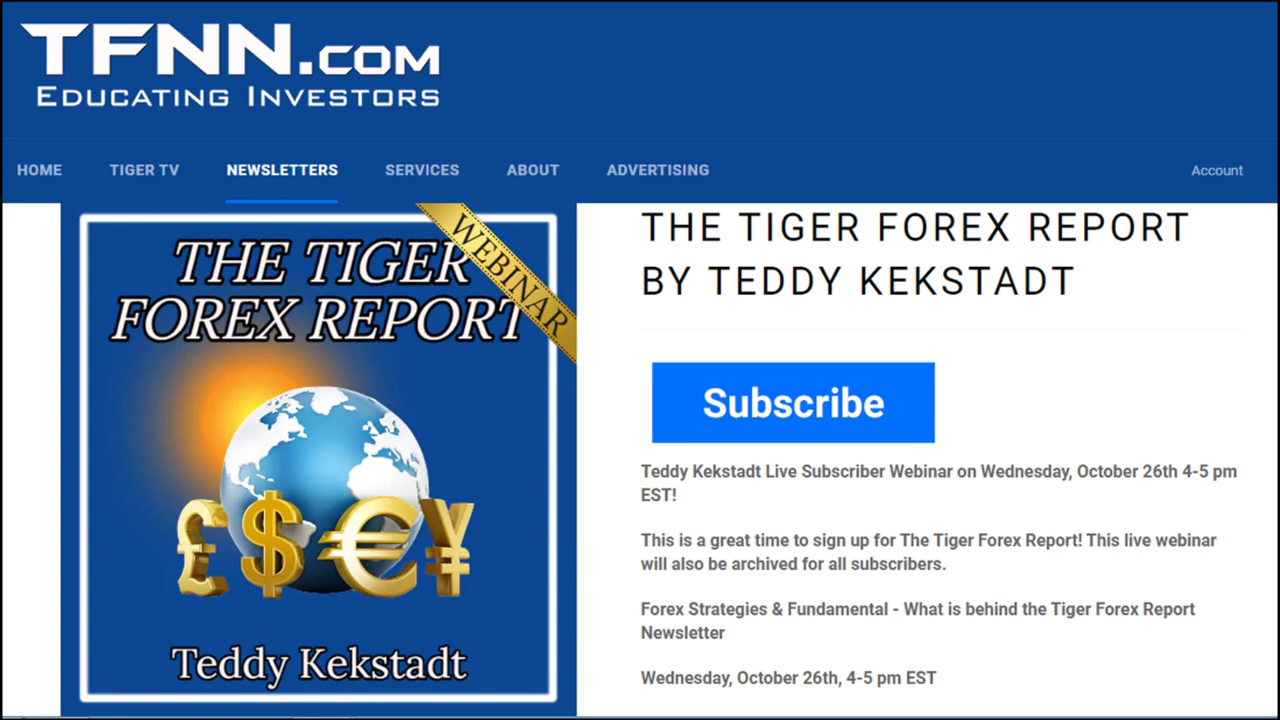 TFNN.COM
EDUCATING INVESTORS
HOME TIGER TV NEWSLETTERS SERVICES ABOUT ADVERTISING Account
THE TIGER
FOREX REPORT
WEBINAR
Teddy Kekstadt
THE TIGER FOREX REPORT
BY TEDDY KEKSTADT
Subscribe
Teddy Kekstadt Live Subscriber Webinar on Wednesday, October 26th 4-5 pm
EST!
This is a great time to sign up for The Tiger Forex Report! This live webinar
will also be archived for all subscribers.
Forex Strategies & Fundamental - What is behind the Tiger Forex Report
Newsletter
Wednesday, October 26th, 4-5 pm EST